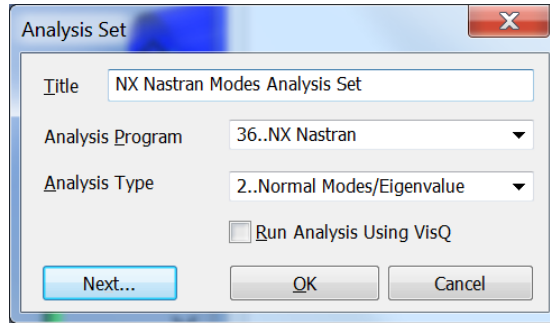 Analysis Set
Title NX Nastran Modes Analysis Set
Analysis Program 36..NX Nastran
Analysis Type 2..Normal Modes/Eigenvalue
Run Analysis Using VisQ
Next... OK Cancel